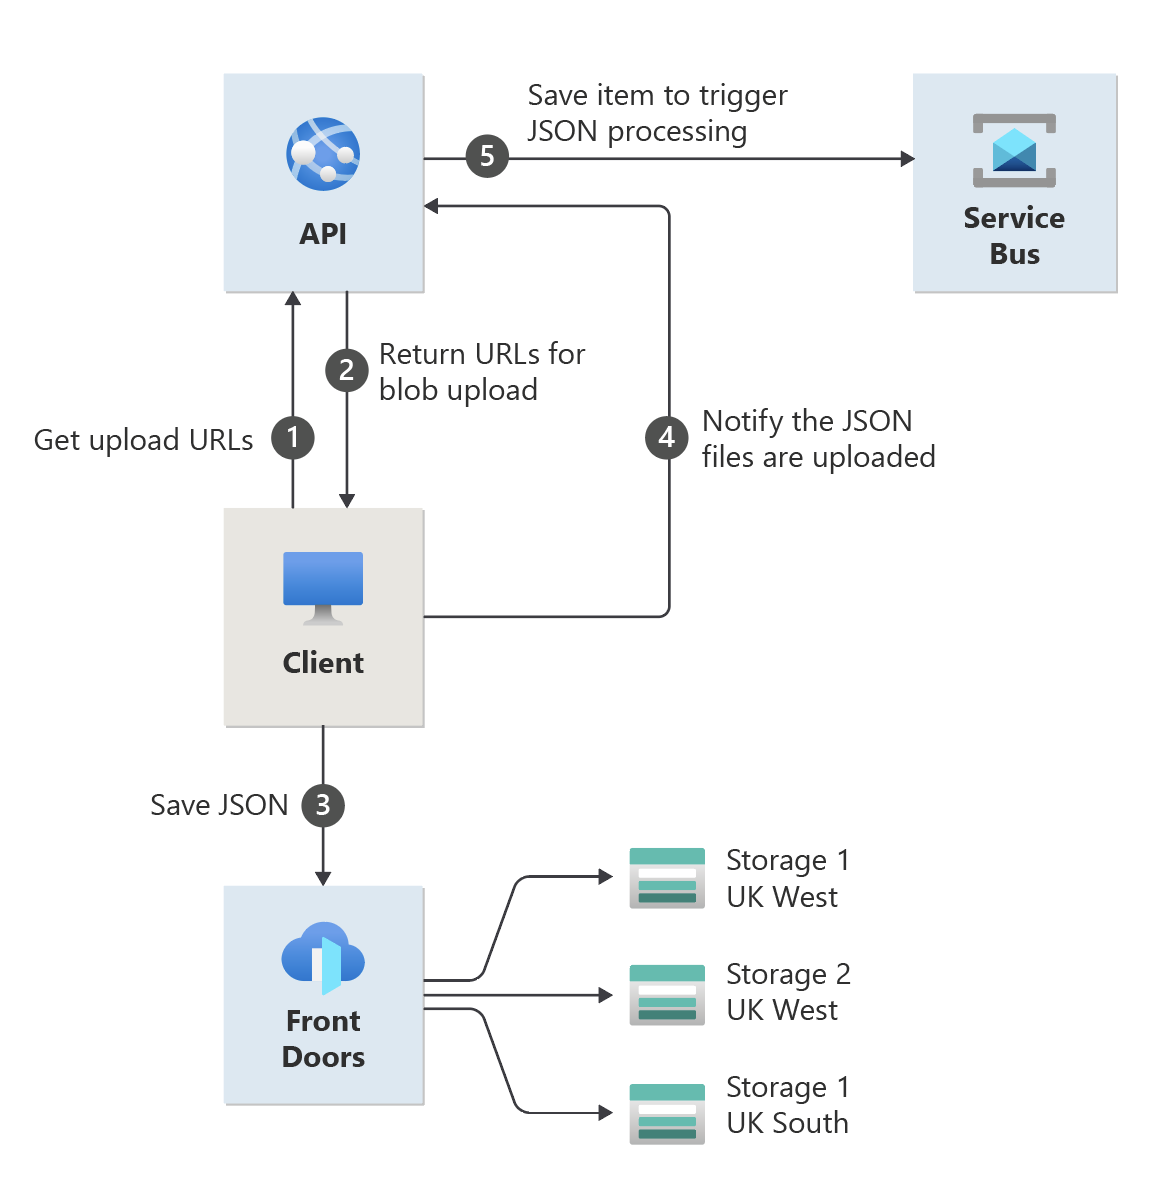 Save item to trigger
JSON processing
5
API
Service
Bus
Return URLs for
blob upload
2
Get upload URLs
1
Notify the JSON
files are uploaded
4
Client
Save JSON
3
Storage 1
UK West
Storage 2
UK West
Front
Doors
Storage 1
UK South